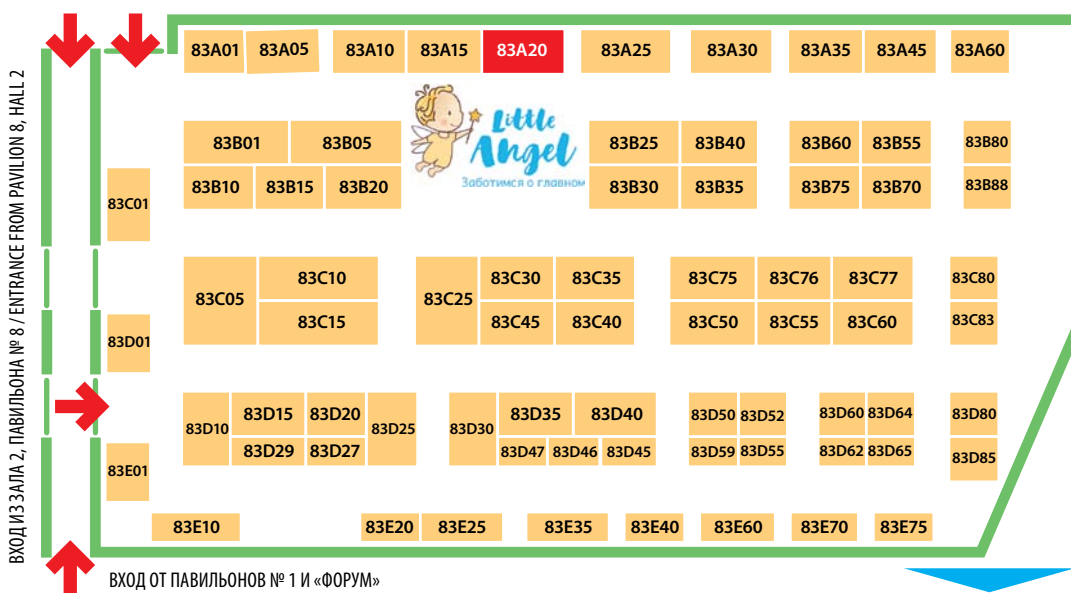 83A01 83A05 83A10 83A15 83A20 83A25 83A30 83A35 83A45 83A60
Little
Angel
Заботимся о главном
83B01 83B05 83B25 83B40 83B60 83B55 83B80
83B10 83B15 83B20 83B30 83B35 83B75 83B70 83B88
83C01
83C05 83C10 83C25 83C30 83C35 83C75 83C76 83C77 83C80
83C15 83C45 83C40 83C50 83C55 83C60 83C83
83D01
83D10 83D15 83D20 83D25 83D30 83D35 83D40 83D50 83D52 83D60 83D64 83D80
83D29 83D27 83D47 83D46 83D45 83D59 83D55 83D62 83D65 83D85
83E01
83E10 83E20 83E25 83E35 83E40 83E60 83E70 83E75
ВХОД ИЗ ЗАЛА 2, ПАВИЛЬОНА № 8 / ENTRANCE FROM PAVILION 8, HALL 2
ВХОД ОТ ПАВИЛЬОНОВ № 1 И «ФОРУМ»